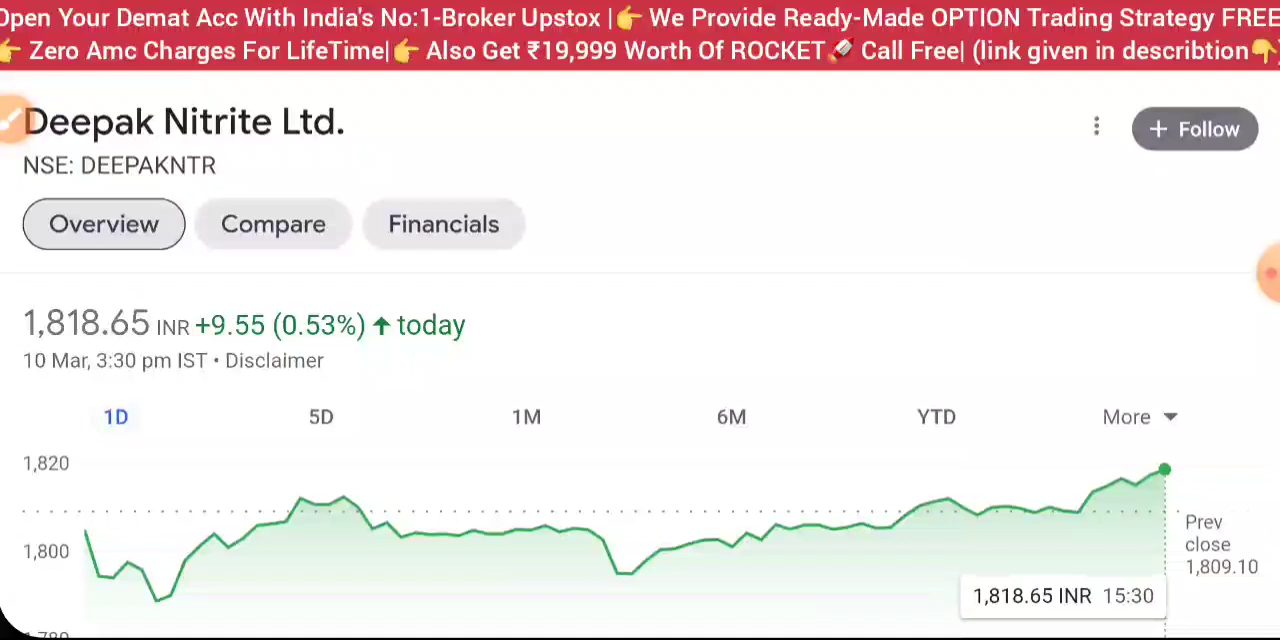 Open Your Demat Acc With India's No:1-Broker Upstox |👉 We Provide Ready-Made OPTION Trading Strategy FREE
👉 Zero Amc Charges For LifeTime|👉 Also Get ₹19,999 Worth Of ROCKET🚀 Call Free| (link given in describtion👇)
Deepak Nitrite Ltd.
+ Follow
NSE: DEEPAKNTR
Overview Compare Financials
1,818.65 INR +9.55 (0.53%) ↑ today
10 Mar, 3:30 pm IST • Disclaimer
1D 5D 1M 6M YTD More
1,820
Prev
close
1,809.10
1,800
1,818.65 INR 15:30
1,780